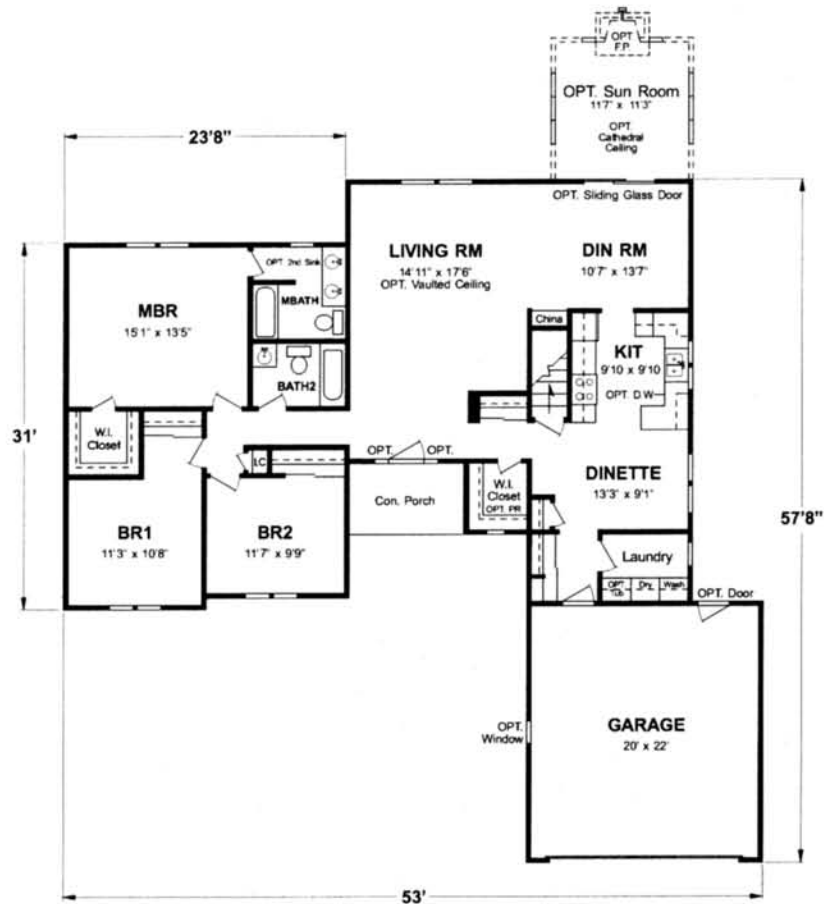 OPT
F.P.
OPT. Sun Room
11'7" x 11'3"
OPT.
Cathedral
Ceiling
23'8"
OPT. Sliding Glass Door
LIVING RM
14' 11" x 17'6"
OPT. Vaulted Ceiling
DIN RM
10'7" x 13'7"
OPT. 2nd Sink
MBATH
MBR
15'1" x 13'5"
China
KIT
9'10 x 9'10
OPT. D.W
BATH2
31'
W.I.
Closet
LC
OPT.
OPT.
W.I.
Closet
OPT. PR
Con. Porch
DINETTE
13'3" x 9'1"
BR1
11'3" x 10'8"
BR2
11'7" x 9'9"
57'8"
Laundry
OPT.
Tub
Dry
Wash
OPT. Door
OPT.
Window
GARAGE
20' x 22'
53'